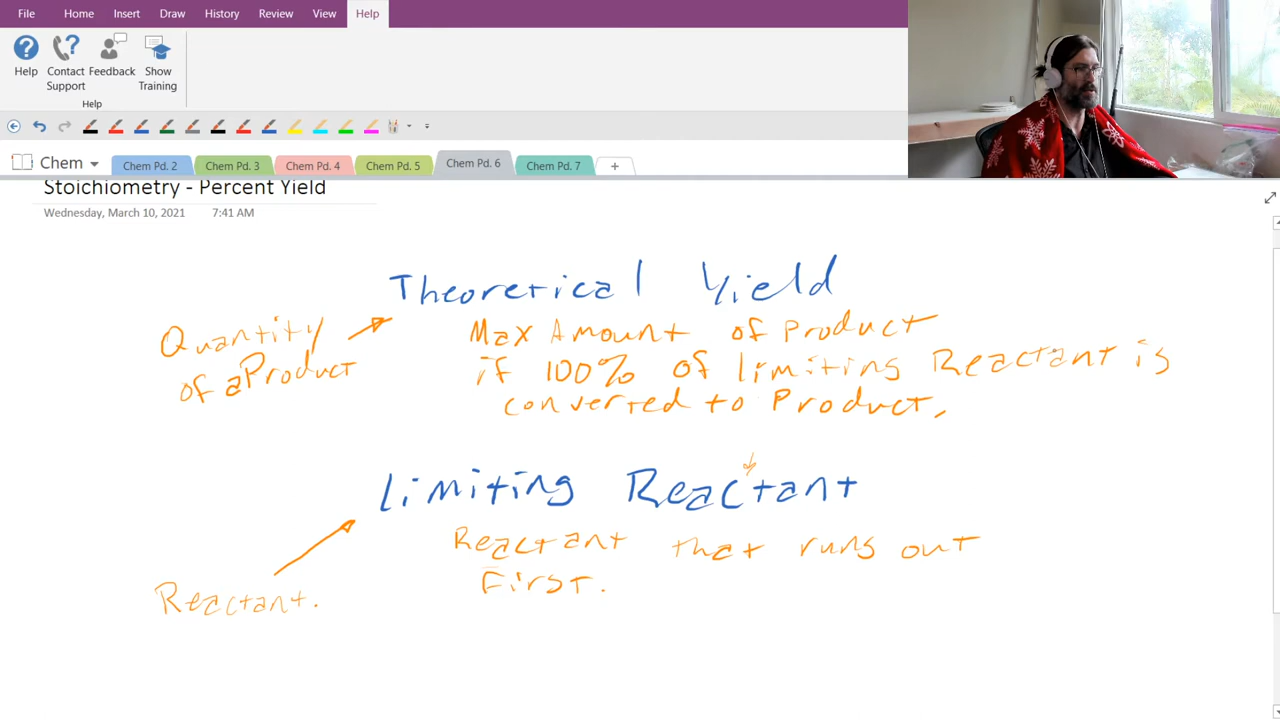 File Home Insert Draw History Review View Help
Help Contact Support Feedback Show Training
Help
Chem Chem Pd. 2 Chem Pd. 3 Chem Pd. 4 Chem Pd. 5 Chem Pd. 6 Chem Pd. 7 +
Stoichiometry - Percent Yield
Wednesday, March 10, 2021 7:41 AM
Theoretical Yield
Quantity
of a Product
Max Amount of product
if 100% of limiting Reactant is
converted to Product,
Limiting Reactant
Reactant that runs out
First.
Reactant.